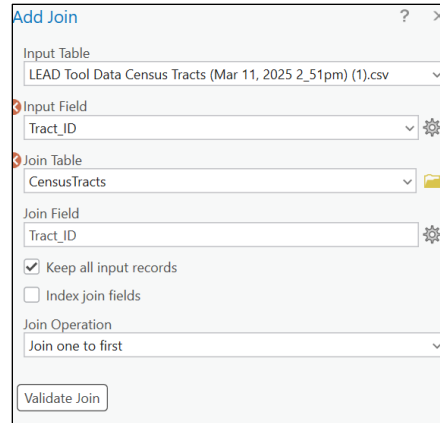 Add Join ? ×
Input Table
LEAD Tool Data Census Tracts (Mar 11, 2025 2_51pm) (1).csv
Input Field
Tract_ID
Join Table
CensusTracts
Join Field
Tract_ID
Keep all input records
Index join fields
Join Operation
Join one to first
Validate Join